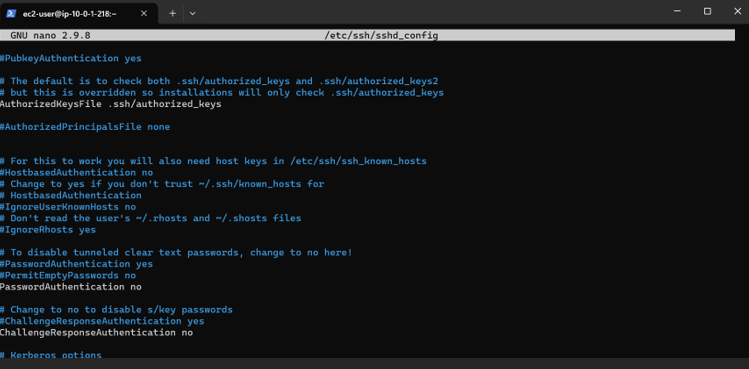 ec2-user@ip-10-0-1-218:~
GNU nano 2.9.8 /etc/ssh/sshd_config
#PubkeyAuthentication yes
# The default is to check both .ssh/authorized_keys and .ssh/authorized_keys2
# but this is overridden so installations will only check .ssh/authorized_keys
AuthorizedKeysFile .ssh/authorized_keys
#AuthorizedPrincipalsFile none
# For this to work you will also need host keys in /etc/ssh/ssh_known_hosts
#HostbasedAuthentication no
# Change to yes if you don't trust ~/.ssh/known_hosts for
# HostbasedAuthentication
#IgnoreUserKnownHosts no
# Don't read the user's ~/.rhosts and ~/.shosts files
#IgnoreRhosts yes
# To disable tunneled clear text passwords, change to no here!
#PasswordAuthentication yes
#PermitEmptyPasswords no
PasswordAuthentication no
# Change to no to disable s/key passwords
#ChallengeResponseAuthentication yes
ChallengeResponseAuthentication no
# Kerberos options